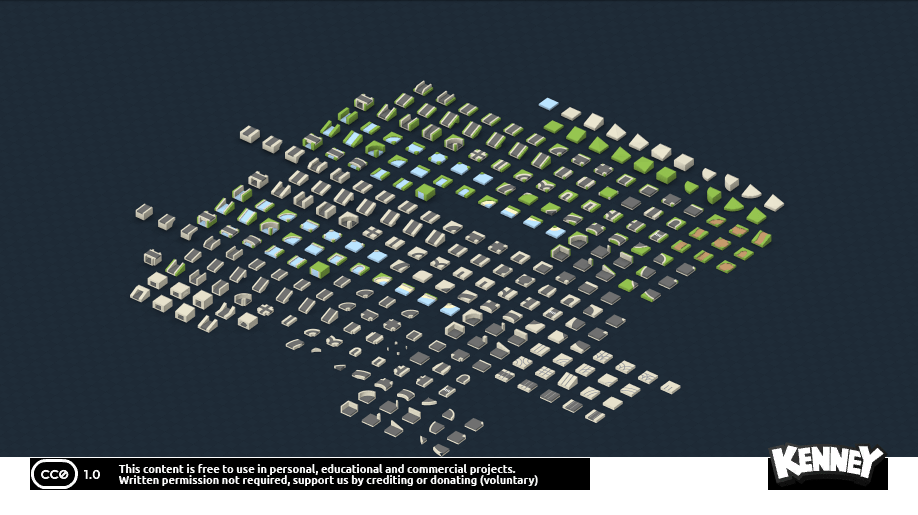 CC0 1.0
This content is free to use in personal, educational and commercial projects.
Written permission not required, support us by crediting or donating (voluntary)
KENNEY